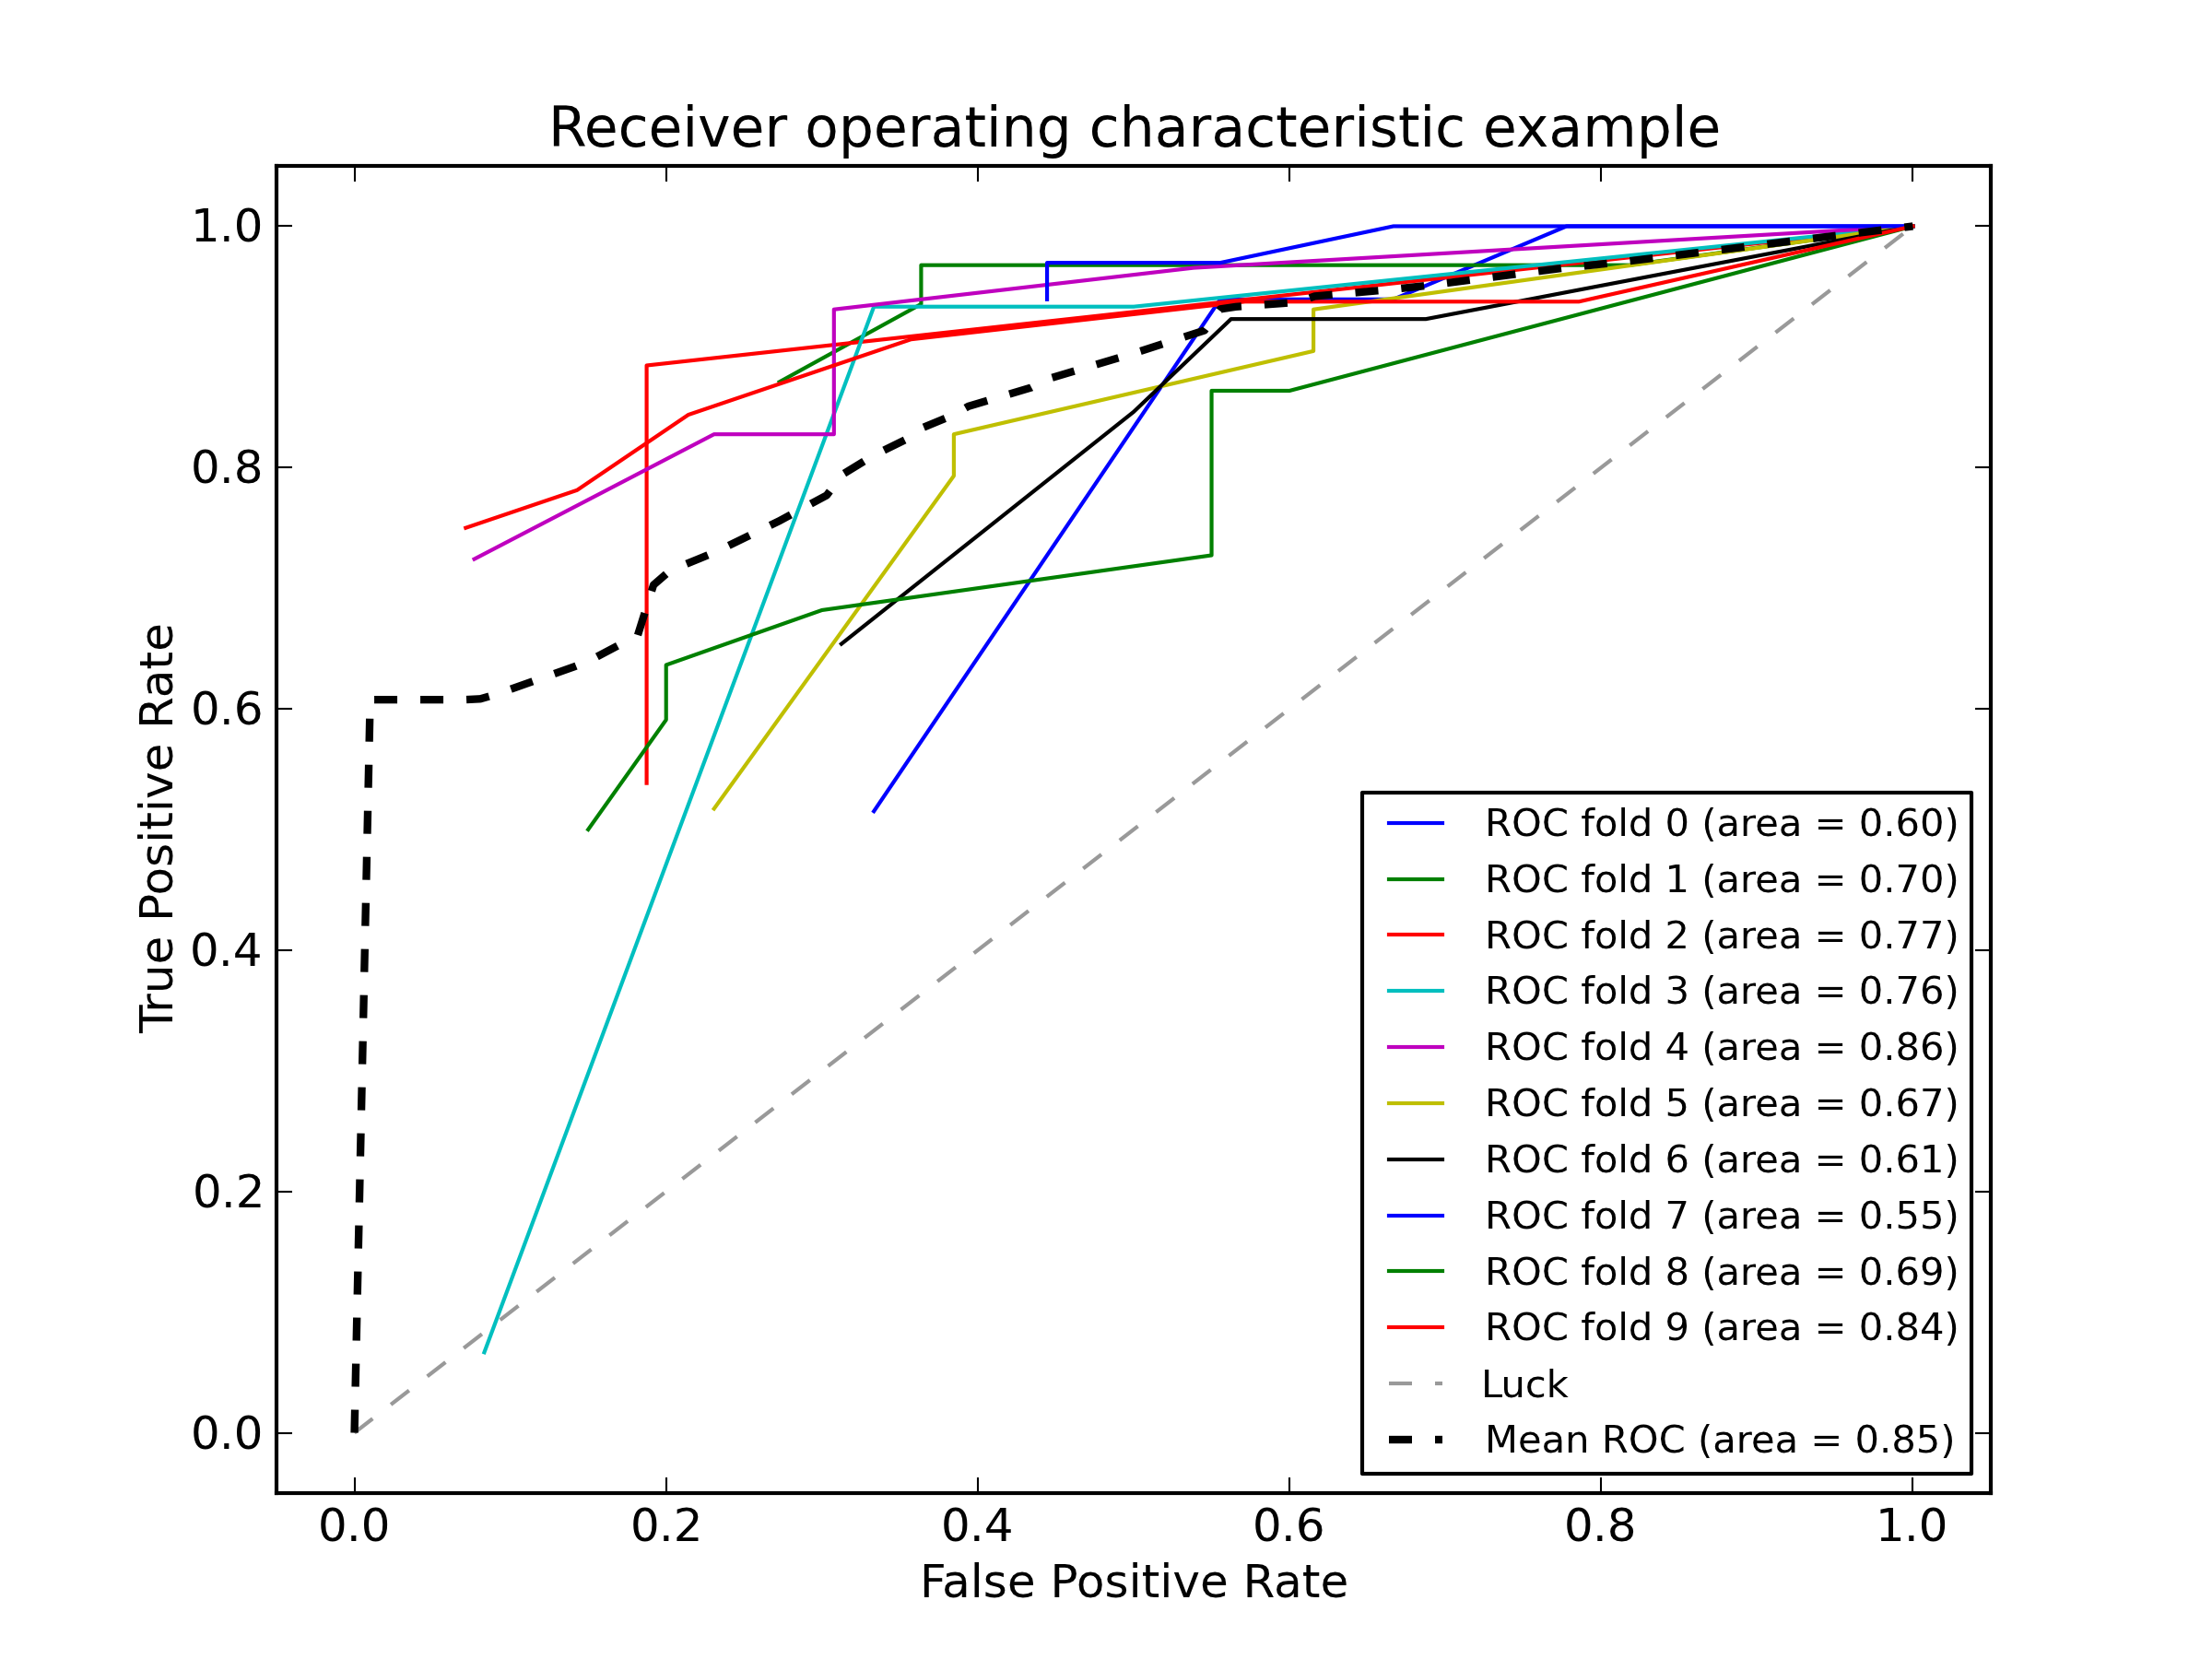 Receiver operating characteristic example
True Positive Rate
1.0
0.8
0.6
0.4
0.2
0.0
ROC fold 0 (area = 0.60)
ROC fold 1 (area = 0.70)
ROC fold 2 (area = 0.77)
ROC fold 3 (area = 0.76)
ROC fold 4 (area = 0.86)
ROC fold 5 (area = 0.67)
ROC fold 6 (area = 0.61)
ROC fold 7 (area = 0.55)
ROC fold 8 (area = 0.69)
ROC fold 9 (area = 0.84)
Luck
Mean ROC (area = 0.85)
0.0 0.2 0.4 0.6 0.8 1.0
False Positive Rate